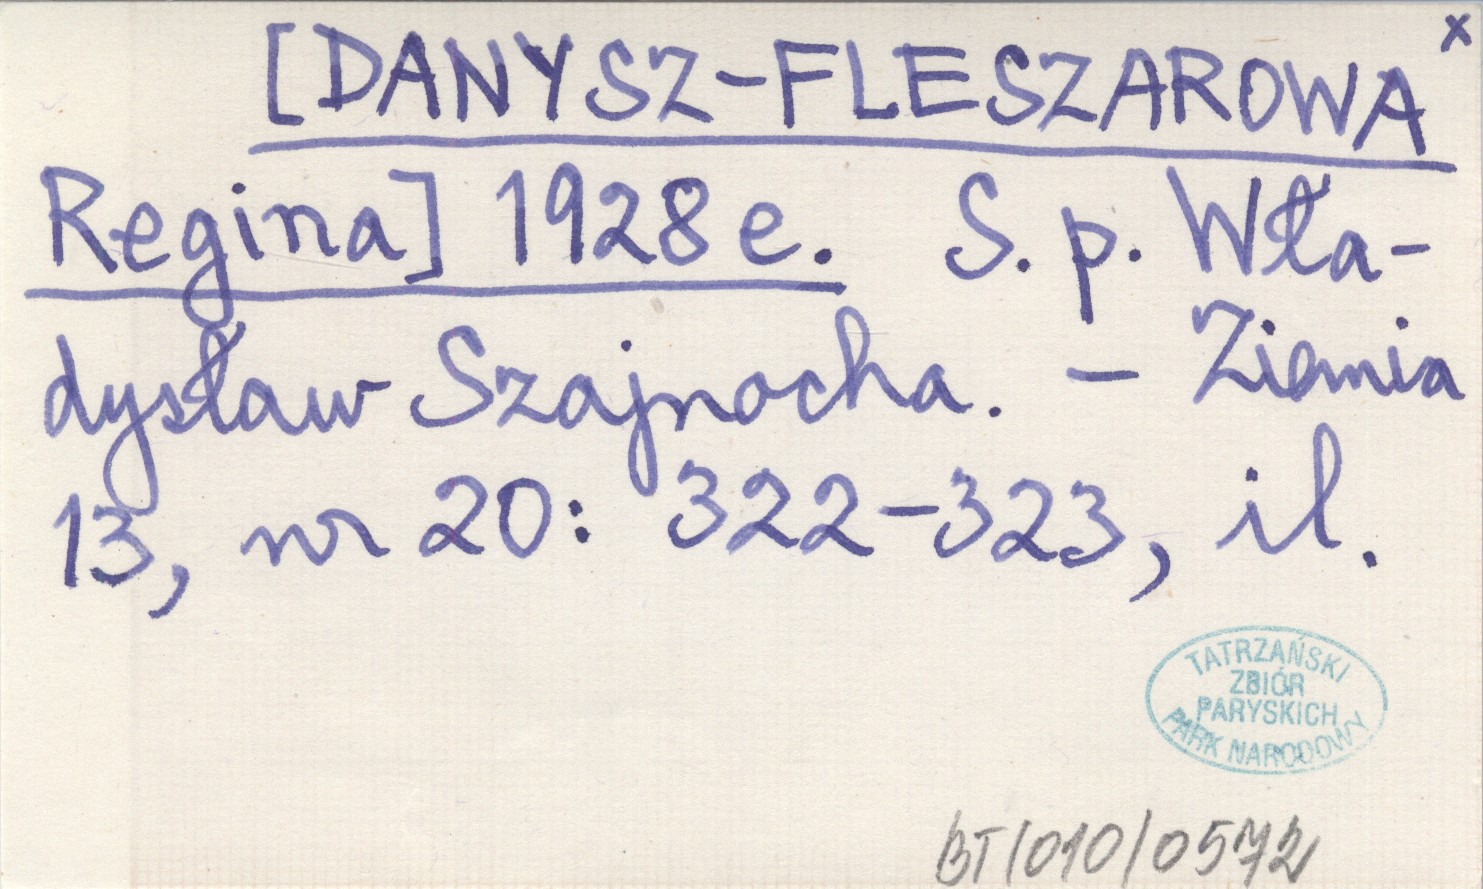 x
[DANYSZ-FLESZAROWA
Regina] 1928 e. S. p. Wła-
dysław Szajnocha. - Ziemia
13, nr 20: 322-323, il.
TATRZAŃSKI
ZBIÓR
PARYSKICH
PARK NARODOWY
BT/010/0572